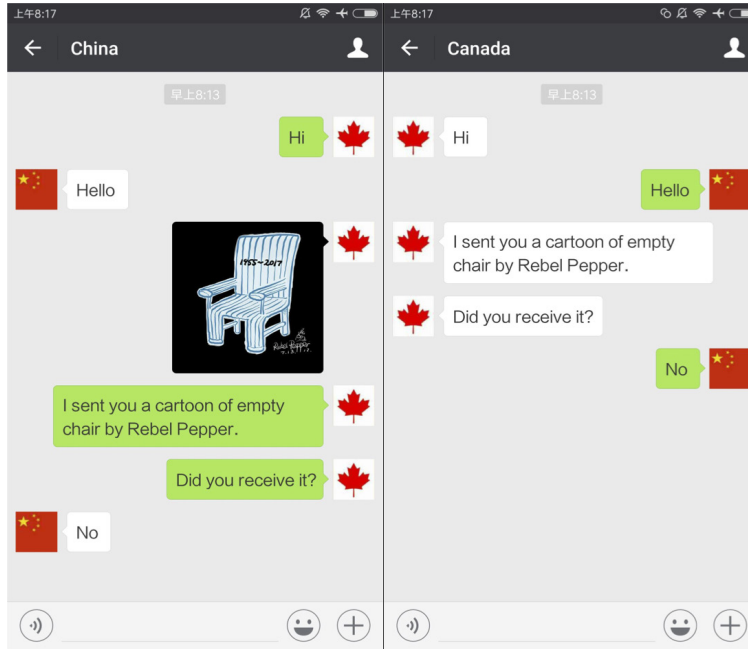 上午8:17
China
早上8:13
Hi
Hello
1955-2017
Rebel Pepper
I sent you a cartoon of empty
chair by Rebel Pepper.
Did you receive it?
No
上午8:17
Canada
早上8:13
Hi
Hello
I sent you a cartoon of empty
chair by Rebel Pepper.
Did you receive it?
No